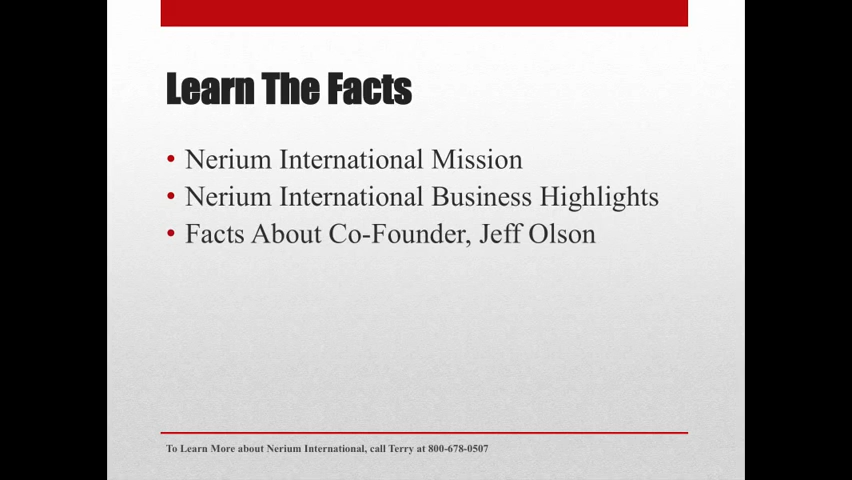 Learn The Facts
• Nerium International Mission
• Nerium International Business Highlights
• Facts About Co-Founder, Jeff Olson
To Learn More about Nerium International, call Terry at 800-678-0507